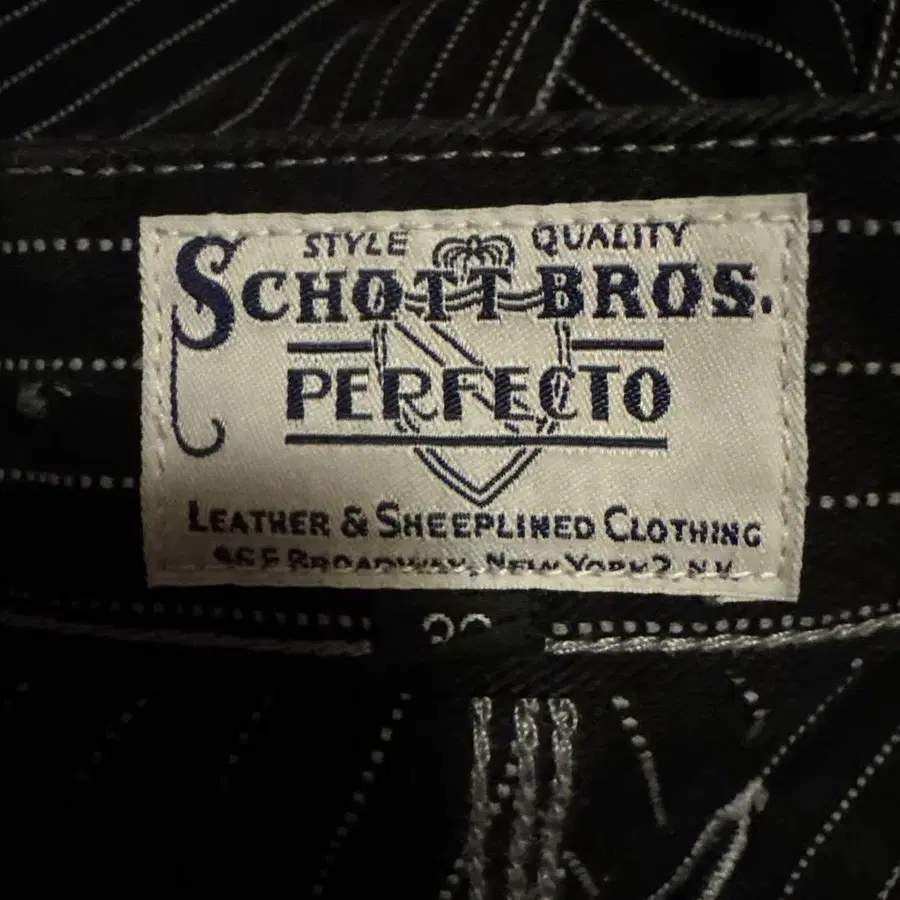 STYLE QUALITY
SCHOTT BROS.
PERFECTO
LEATHER & SHEEPLINED CLOTHING
BROADWAY, NEW YORK